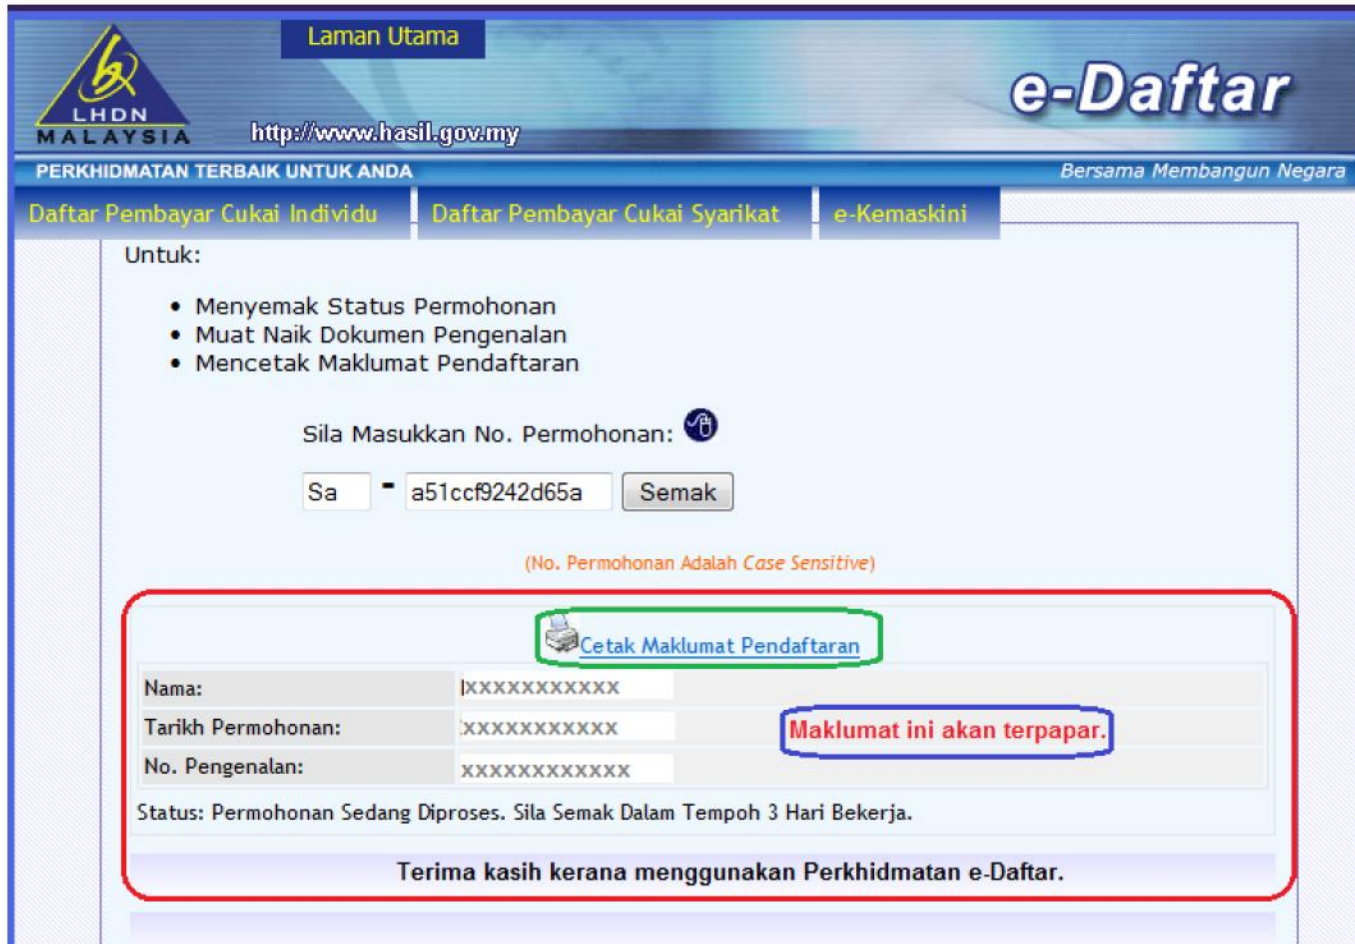 Laman Utama
LHDN
MALAYSIA
http://www.hasil.gov.my
e-Daftar
PERKHIDMATAN TERBAIK UNTUK ANDA
Bersama Membangun Negara
Daftar Pembayar Cukai Individu
Daftar Pembayar Cukai Syarikat
e-Kemaskini
Untuk:
• Menyemak Status Permohonan
• Muat Naik Dokumen Pengenalan
• Mencetak Maklumat Pendaftaran
Sila Masukkan No. Permohonan:
Sa - a51ccf9242d65a Semak
(No. Permohonan Adalah Case Sensitive)
Cetak Maklumat Pendaftaran
Nama: xxxxxxxxxxx
Tarikh Permohonan: xxxxxxxxxxx
Maklumat ini akan terpapar.
No. Pengenalan: xxxxxxxxxxxx
Status: Permohonan Sedang Diproses. Sila Semak Dalam Tempoh 3 Hari Bekerja.
Terima kasih kerana menggunakan Perkhidmatan e-Daftar.